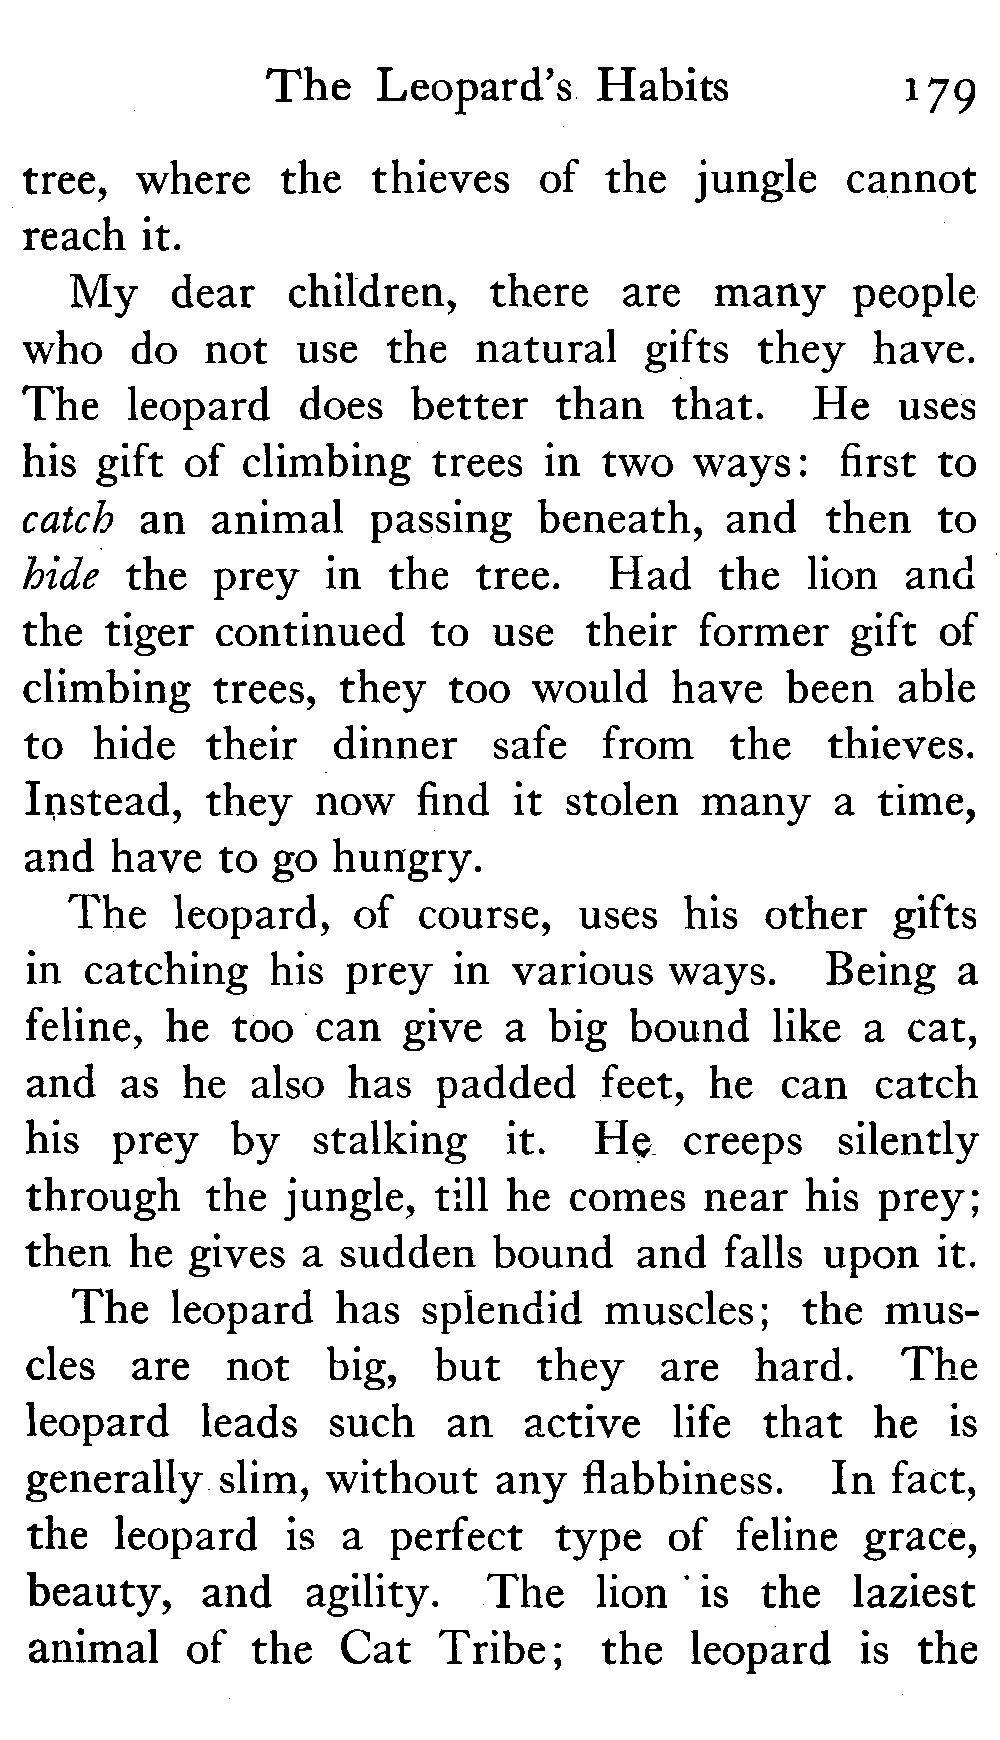 The Leopard's Habits 179
tree, where the thieves of the jungle cannot
reach it.
My dear children, there are many people
who do not use the natural gifts they have.
The leopard does better than that. He uses
his gift of climbing trees in two ways: first to
catch an animal passing beneath, and then to
hide the prey in the tree. Had the lion and
the tiger continued to use their former gift of
climbing trees, they too would have been able
to hide their dinner safe from the thieves.
Instead, they now find it stolen many a time,
and have to go hungry.
The leopard, of course, uses his other gifts
in catching his prey in various ways. Being a
feline, he too can give a big bound like a cat,
and as he also has padded feet, he can catch
his prey by stalking it. He creeps silently
through the jungle, till he comes near his prey;
then he gives a sudden bound and falls upon it.
The leopard has splendid muscles; the mus-
cles are not big, but they are hard. The
leopard leads such an active life that he is
generally slim, without any flabbiness. In fact,
the leopard is a perfect type of feline grace,
beauty, and agility. The lion is the laziest
animal of the Cat Tribe; the leopard is the